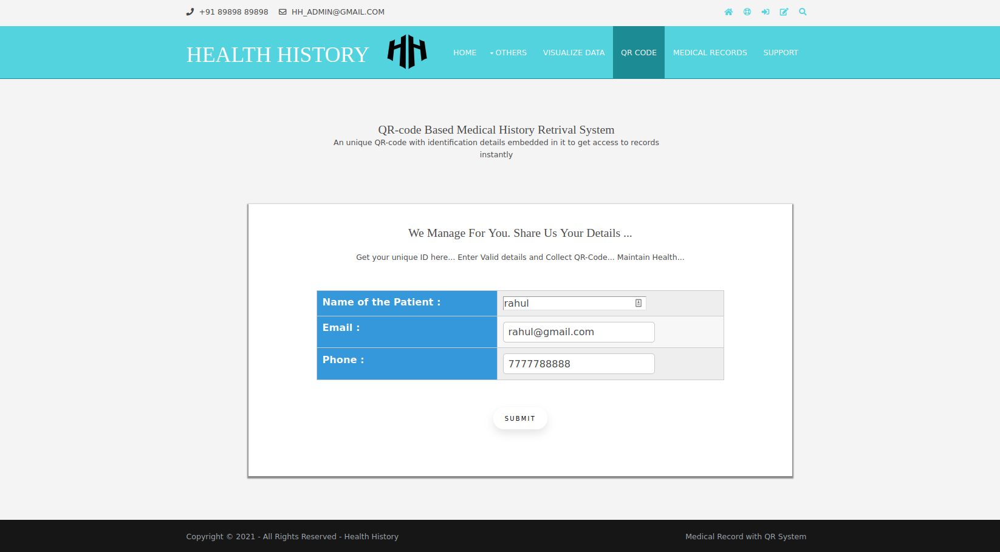 +91 89898 89898 HH_ADMIN@GMAIL.COM
HEALTH HISTORY HH HOME OTHERS VISUALIZE DATA QR CODE MEDICAL RECORDS SUPPORT
QR-code Based Medical History Retrival System
An unique QR-code with identification details embedded in it to get access to records
instantly
We Manage For You. Share Us Your Details ...
Get your unique ID here... Enter Valid details and Collect QR-Code... Maintain Health...
Name of the Patient : rahul
Email : rahul@gmail.com
Phone : 7777788888
SUBMIT
Copyright © 2021 - All Rights Reserved - Health History Medical Record with QR System